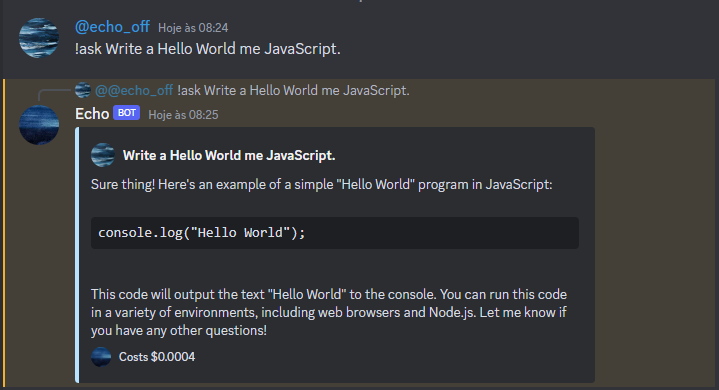 @echo_off Hoje às 08:24
!ask Write a Hello World me JavaScript.
@@echo_off !ask Write a Hello World me JavaScript.
Echo BOT Hoje às 08:25
Write a Hello World me JavaScript.
Sure thing! Here's an example of a simple "Hello World" program in JavaScript:
console.log("Hello World");
This code will output the text "Hello World" to the console. You can run this code
in a variety of environments, including web browsers and Node.js. Let me know if
you have any other questions!
Costs $0.0004